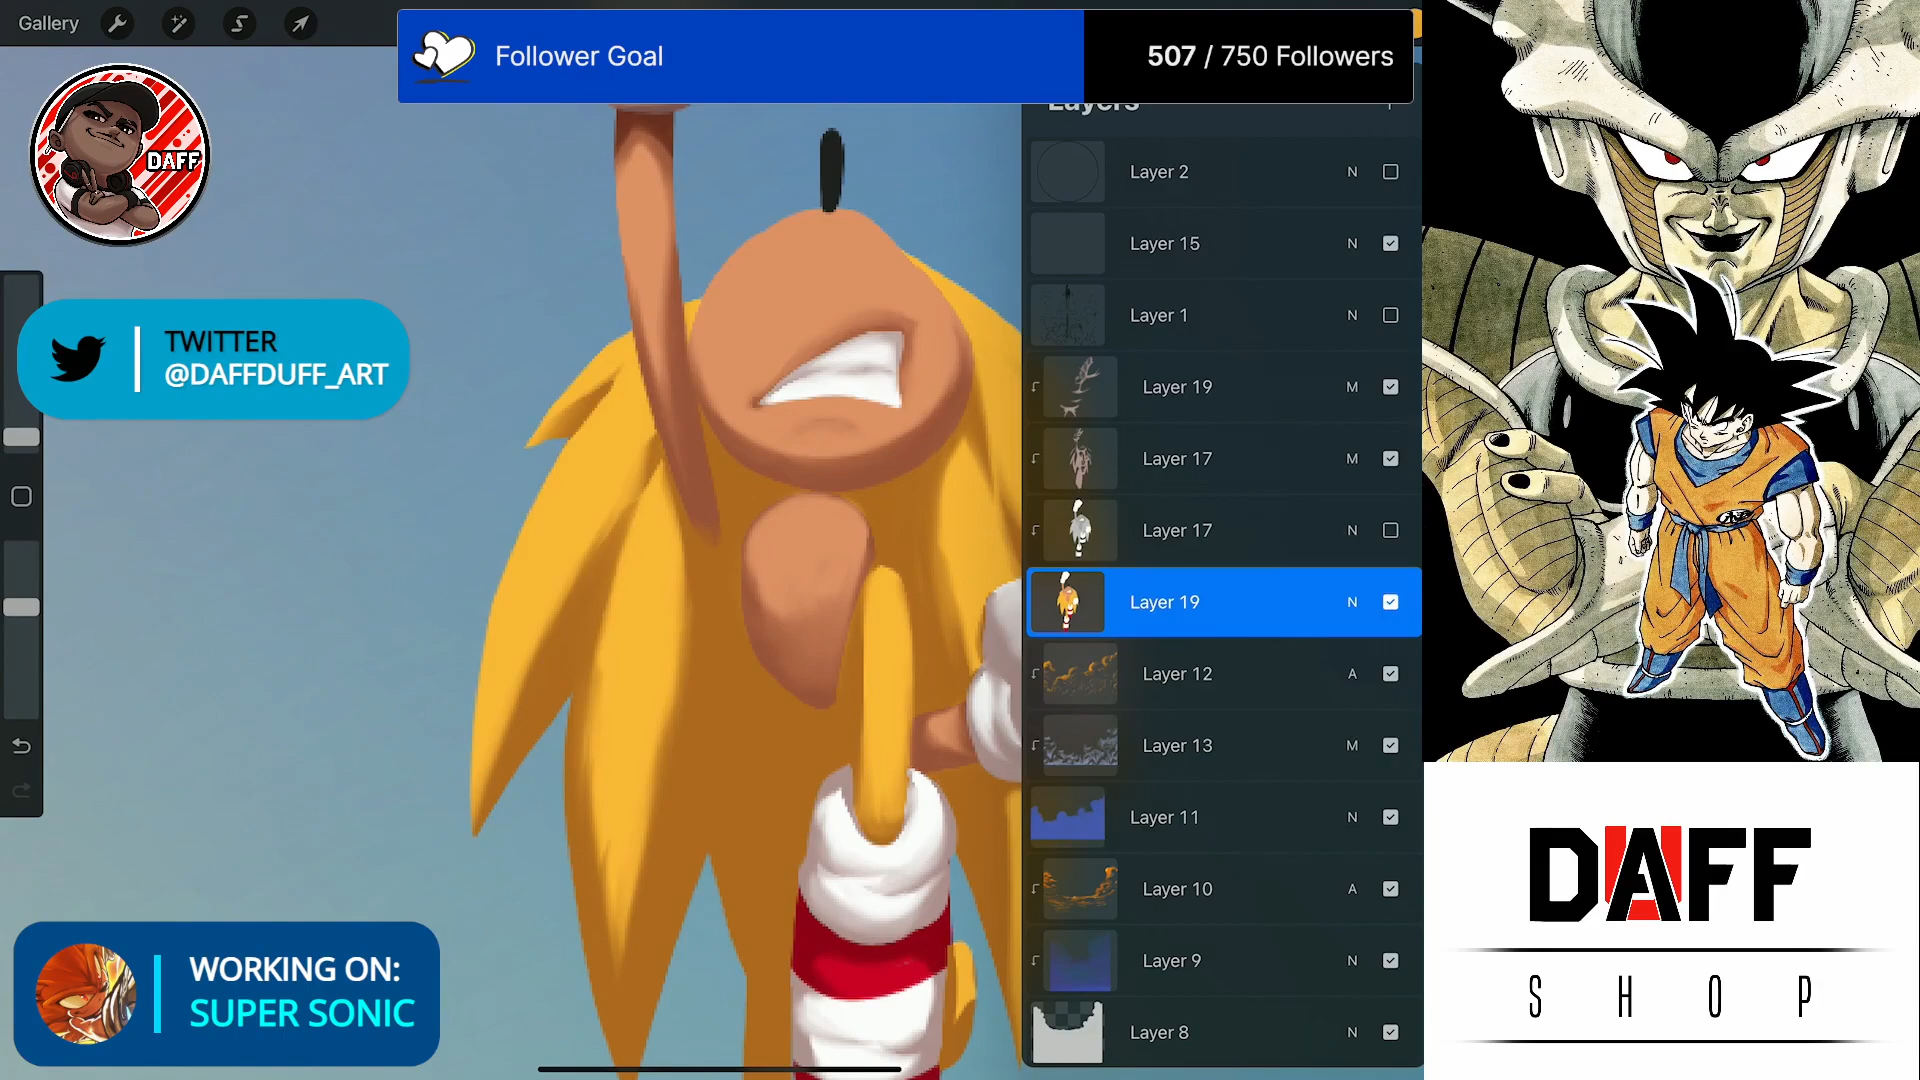 Gallery
Follower Goal
507 / 750 Followers
DAFF
TWITTER
@DAFFDUFF_ART
Layers
Layer 2 N
Layer 15 N
Layer 1 N
Layer 19 M
Layer 17 M
Layer 17 N
Layer 19 N
Layer 12 A
Layer 13 M
Layer 11 N
Layer 10 A
Layer 9 N
Layer 8 N
WORKING ON:
SUPER SONIC
DAFF
SHOP